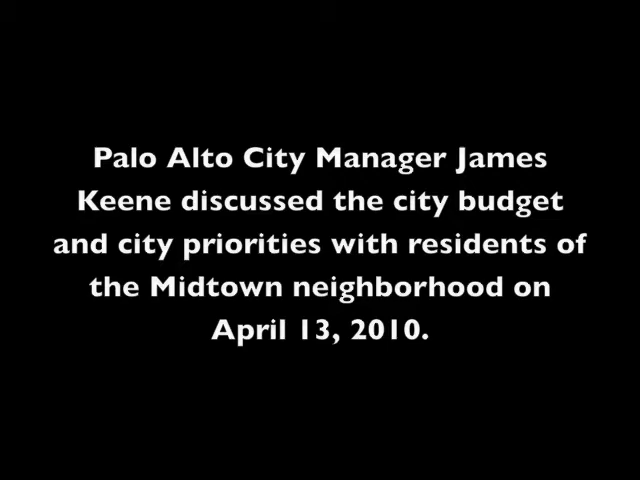 Palo Alto City Manager James
Keene discussed the city budget
and city priorities with residents of
the Midtown neighborhood on
April 13, 2010.